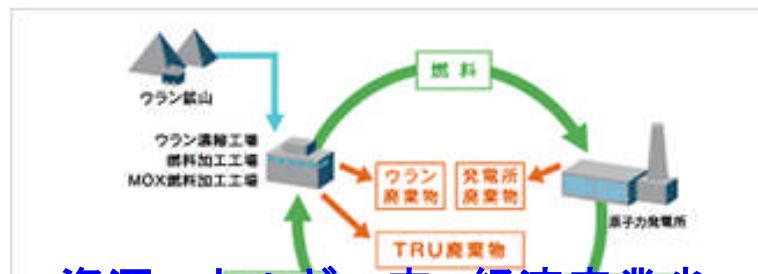 燃料
ウラン鉱山
ウラン濃縮工場
燃料加工工場
MOX燃料加工工場
ウラン
廃棄物
発電所
廃棄物
原子力発電所
TRU廃棄物